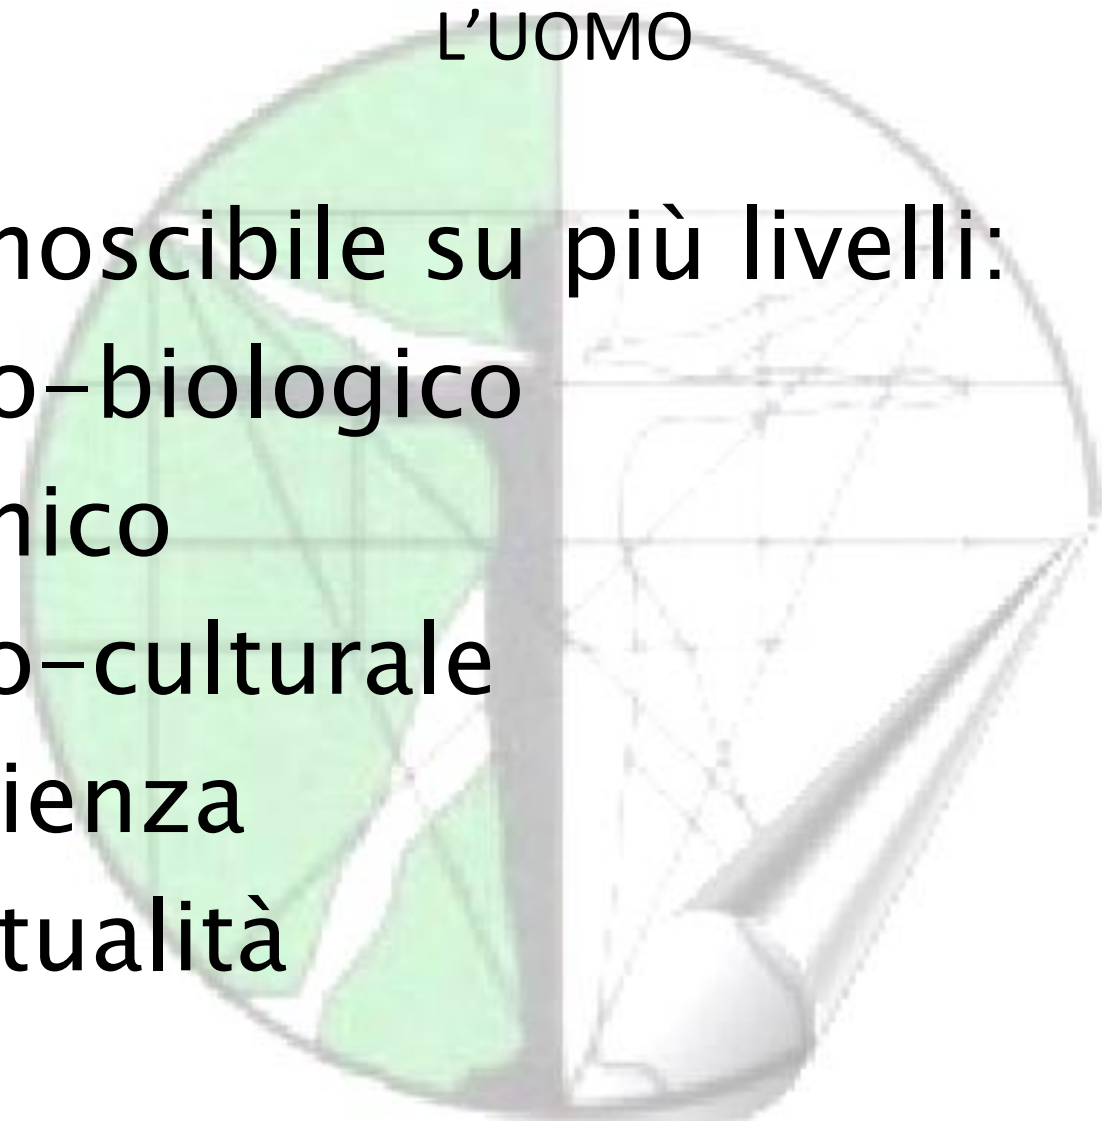 L'UOMO
noscibile su più livelli:
o-biologico
nico
o-culturale
ienza
tualità